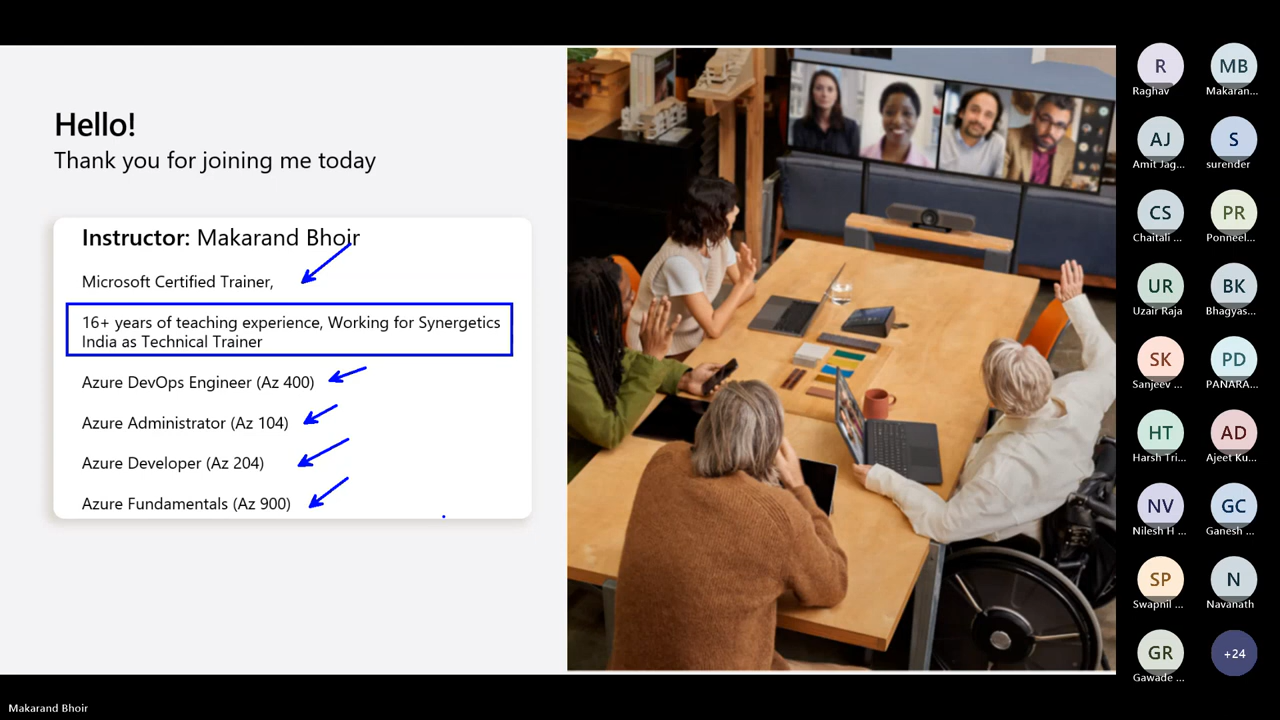 Hello!
Thank you for joining me today
Instructor: Makarand Bhoir
Microsoft Certified Trainer,
16+ years of teaching experience, Working for Synergetics
India as Technical Trainer
Azure DevOps Engineer (Az 400)
Azure Administrator (Az 104)
Azure Developer (Az 204)
Azure Fundamentals (Az 900)
R
Raghav
MB
Makaran...
AJ
Amit Jag...
S
surender
CS
Chaitali ...
PR
Ponneel...
UR
Uzair Raja
BK
Bhagyas...
SK
Sanjeev ...
PD
PANARA...
HT
Harsh Tri...
AD
Ajeet Ku...
NV
Nilesh H ...
GC
Ganesh ...
SP
Swapnil ...
N
Navanath
GR
Gawade ...
+24
Makarand Bhoir